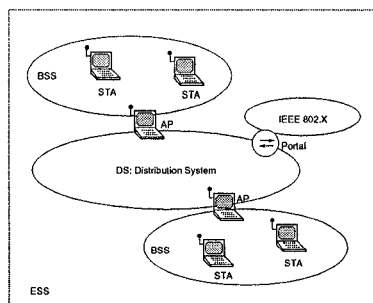 BSS
STA
STA
AP
IEEE 802.X
Portal
DS: Distribution System
AP
BSS
STA
STA
ESS